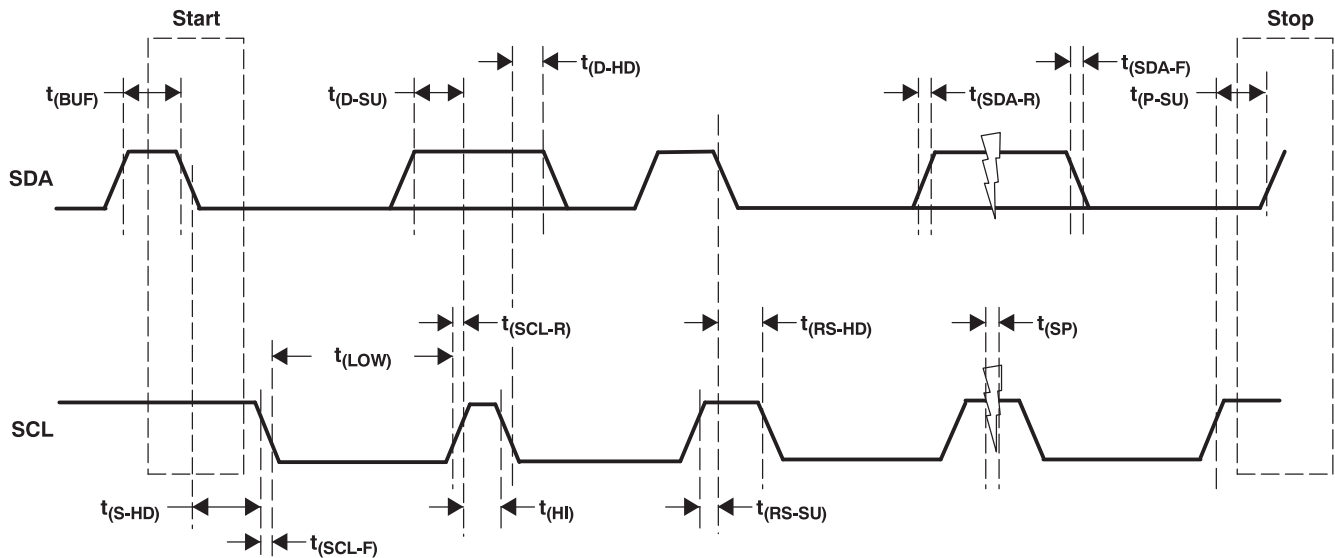 Start
Stop
t(BUF)
t(D-SU)
t(D-HD)
t(SDA-R)
t(SDA-F)
t(P-SU)
SDA
t(LOW)
t(SCL-R)
t(RS-HD)
t(SP)
SCL
t(S-HD)
t(SCL-F)
t(HI)
t(RS-SU)